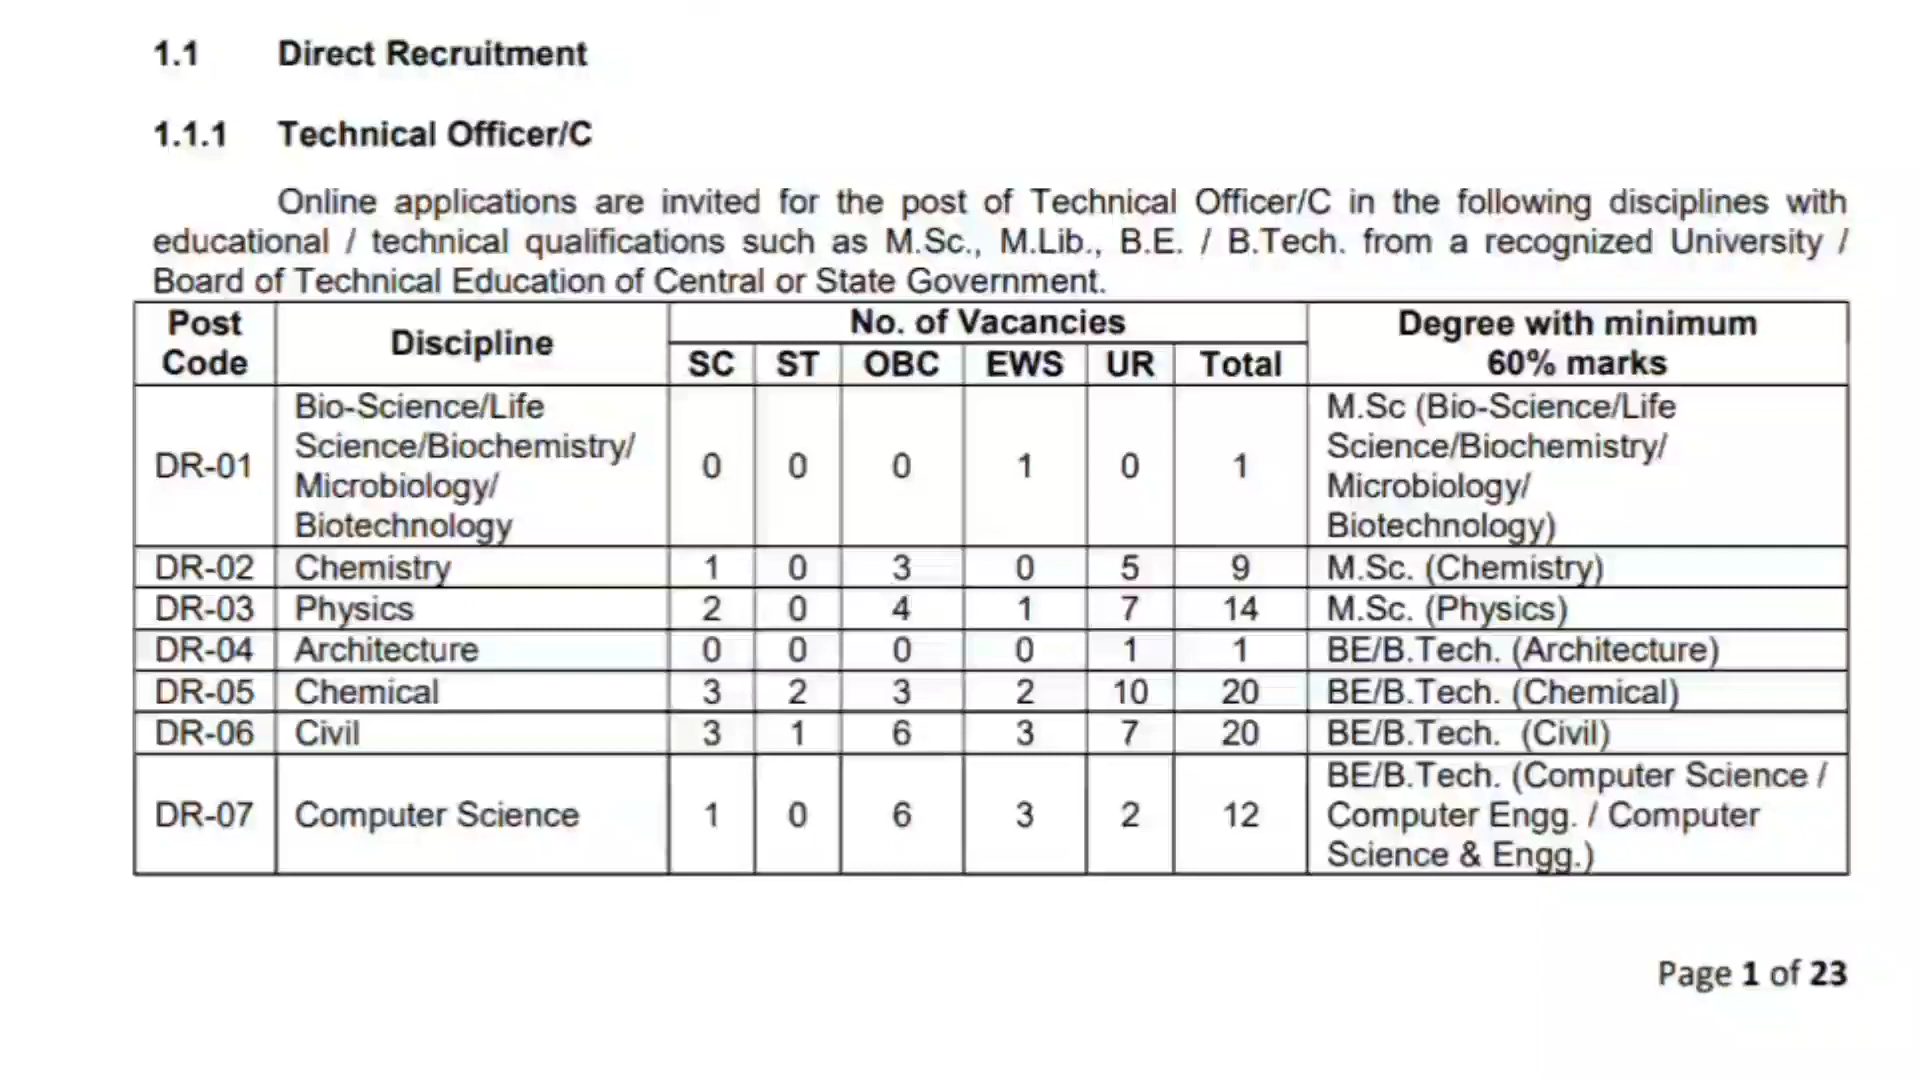 1.1 Direct Recruitment
1.1.1 Technical Officer/C
Online applications are invited for the post of Technical Officer/C in the following disciplines with
educational / technical qualifications such as M.Sc., M.Lib., B.E. / B.Tech. from a recognized University /
Board of Technical Education of Central or State Government.
Post Code Discipline No. of Vacancies Degree with minimum 60% marks
SC ST OBC EWS UR Total
DR-01 Bio-Science/Life Science/Biochemistry/ Microbiology/ Biotechnology 0 0 0 1 0 1 M.Sc (Bio-Science/Life Science/Biochemistry/ Microbiology/ Biotechnology)
DR-02 Chemistry 1 0 3 0 5 9 M.Sc. (Chemistry)
DR-03 Physics 2 0 4 1 7 14 M.Sc. (Physics)
DR-04 Architecture 0 0 0 0 1 1 BE/B.Tech. (Architecture)
DR-05 Chemical 3 2 3 2 10 20 BE/B.Tech. (Chemical)
DR-06 Civil 3 1 6 3 7 20 BE/B.Tech. (Civil)
DR-07 Computer Science 1 0 6 3 2 12 BE/B.Tech. (Computer Science / Computer Engg. / Computer Science & Engg.)
Page 1 of 23